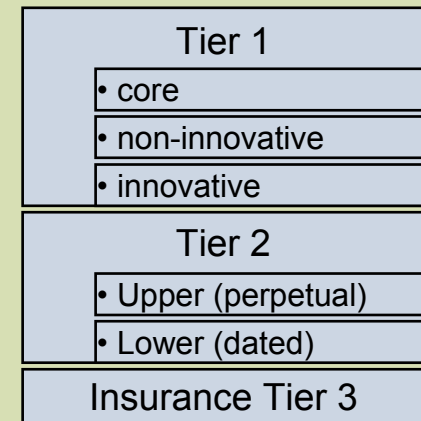 Tier 1
• core
• non-innovative
• innovative
Tier 2
• Upper (perpetual)
• Lower (dated)
Insurance Tier 3